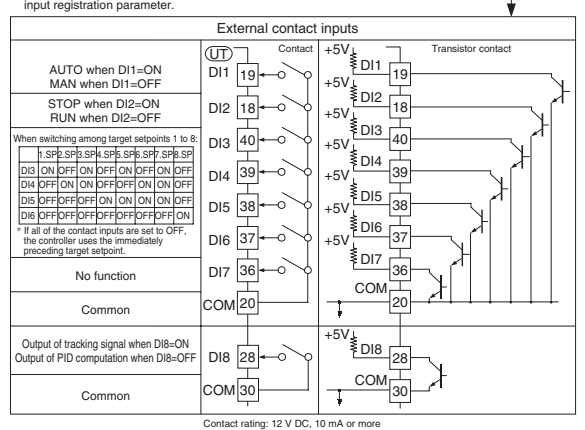 input registration parameter.
External contact inputs
UT
Contact
Transistor contact
AUTO when DI1=ON
MAN when DI1=OFF
STOP when DI2=ON
RUN when DI2=OFF
When switching among target setpoints 1 to 8:
1.SP 2.SP 3.SP 4.SP 5.SP 6.SP 7.SP 8.SP
DI3 ON OFF ON OFF ON OFF ON OFF
DI4 OFF ON ON OFF OFF ON ON OFF
DI5 OFF OFF OFF ON ON ON ON OFF
DI6 OFF OFF OFF OFF OFF OFF OFF ON
* If all of the contact inputs are set to OFF,
the controller uses the immediately
preceding target setpoint.
No function
Common
DI1 19
DI2 18
DI3 40
DI4 39
DI5 38
DI6 37
DI7 36
COM 20
+5V DI1 19
+5V DI2 18
+5V DI3 40
+5V DI4 39
+5V DI5 38
+5V DI6 37
+5V DI7 36
COM 20
Output of tracking signal when DI8=ON
Output of PID computation when DI8=OFF
Common
DI8 28
COM 30
+5V DI8 28
COM 30
Contact rating: 12 V DC, 10 mA or more